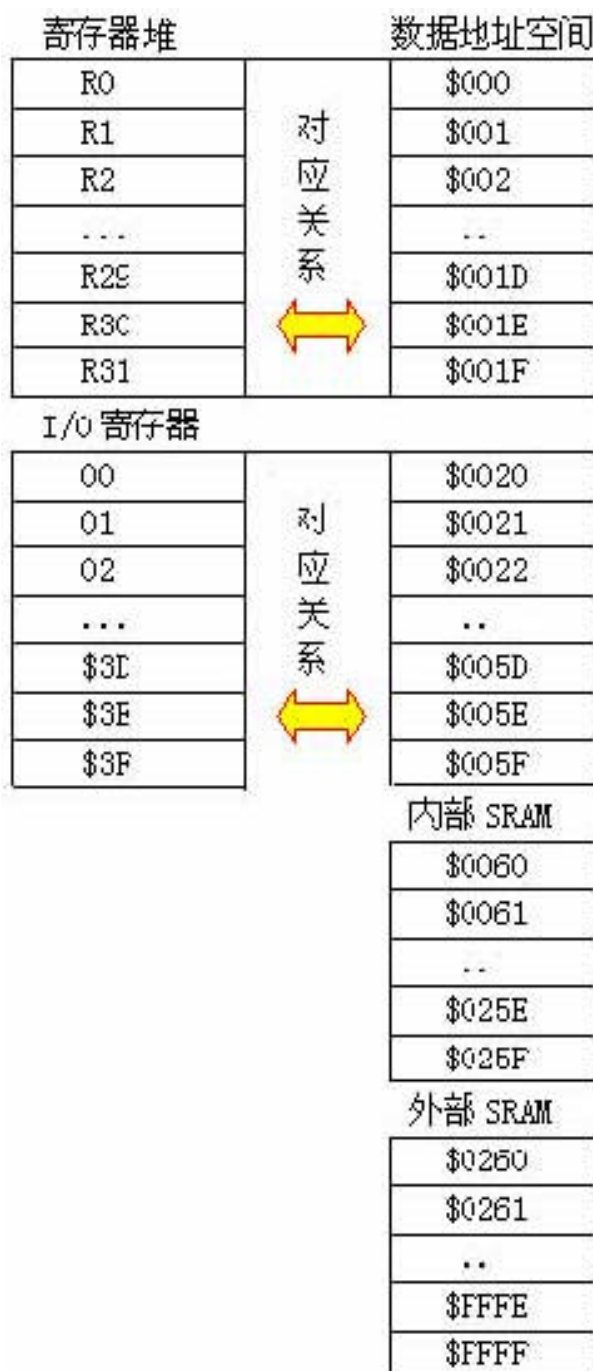 寄存器堆 数据地址空间
R0 $000
R1 $001
R2 $002
... ..
R29 $001D
R30 $001E
R31 $001F
对应关系
I/O 寄存器
00 $0020
01 $0021
02 $0022
... ..
$3D $005D
$3E $005E
$3F $005F
对应关系
内部 SRAM
$0060
$0061
..
$025E
$025F
外部 SRAM
$0260
$0261
..
$FFFE
$FFFF